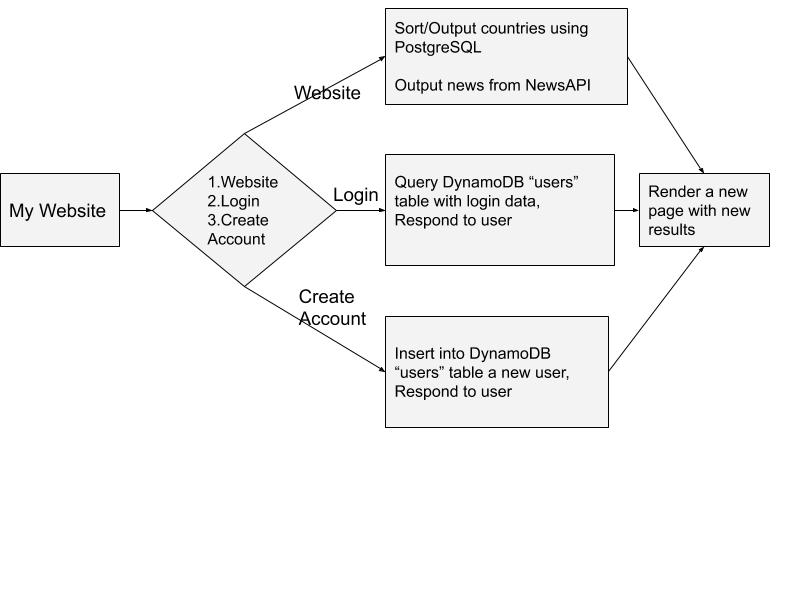 Sort/Output countries using
PostgreSQL
Output news from NewsAPI
Website
My Website
1.Website
2.Login
3.Create
Account
Login
Query DynamoDB “users”
table with login data,
Respond to user
Render a new
page with new
results
Create
Account
Insert into DynamoDB
“users” table a new user,
Respond to user